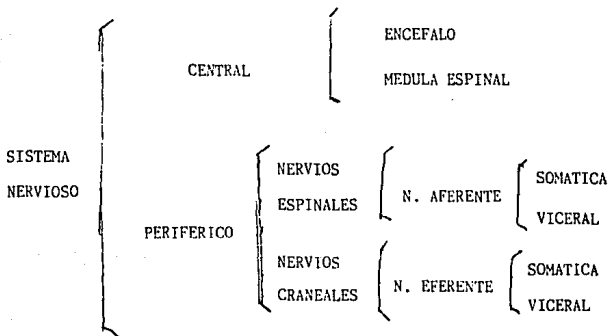 SISTEMA
NERVIOSO
CENTRAL
ENCEFALO
MEDULA ESPINAL
PERIFERICO
NERVIOS
ESPINALES
N. AFERENTE
SOMATICA
VICERAL
NERVIOS
CRANEALES
N. EFERENTE
SOMATICA
VICERAL